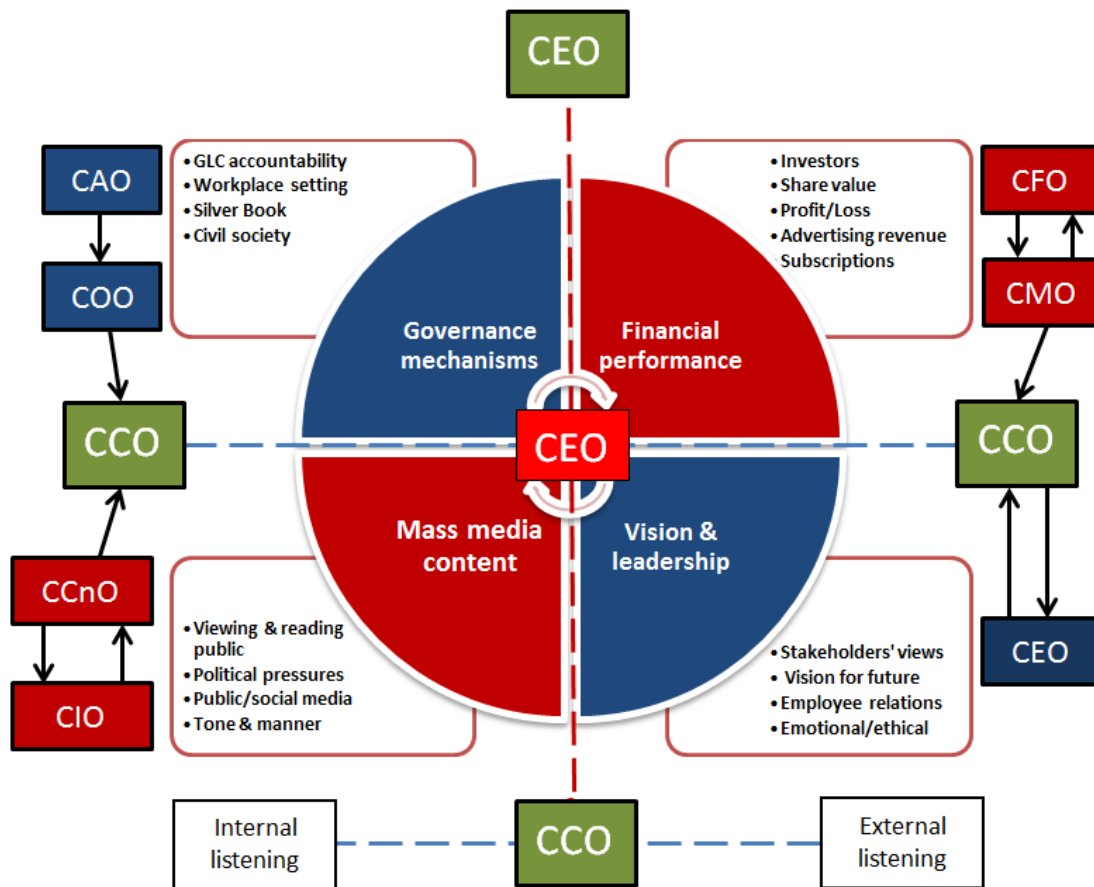 CEO
CAO
COO
• GLC accountability
• Workplace setting
• Silver Book
• Civil society
• Investors
• Share value
• Profit/Loss
• Advertising revenue
• Subscriptions
CFO
CMO
Governance
mechanisms
Financial
performance
CCO
CEO
CCO
Mass media
content
Vision &
leadership
CCnO
CIO
• Viewing & reading
public
• Political pressures
• Public/social media
• Tone & manner
• Stakeholders' views
• Vision for future
• Employee relations
• Emotional/ethical
CEO
Internal
listening
CCO
External
listening